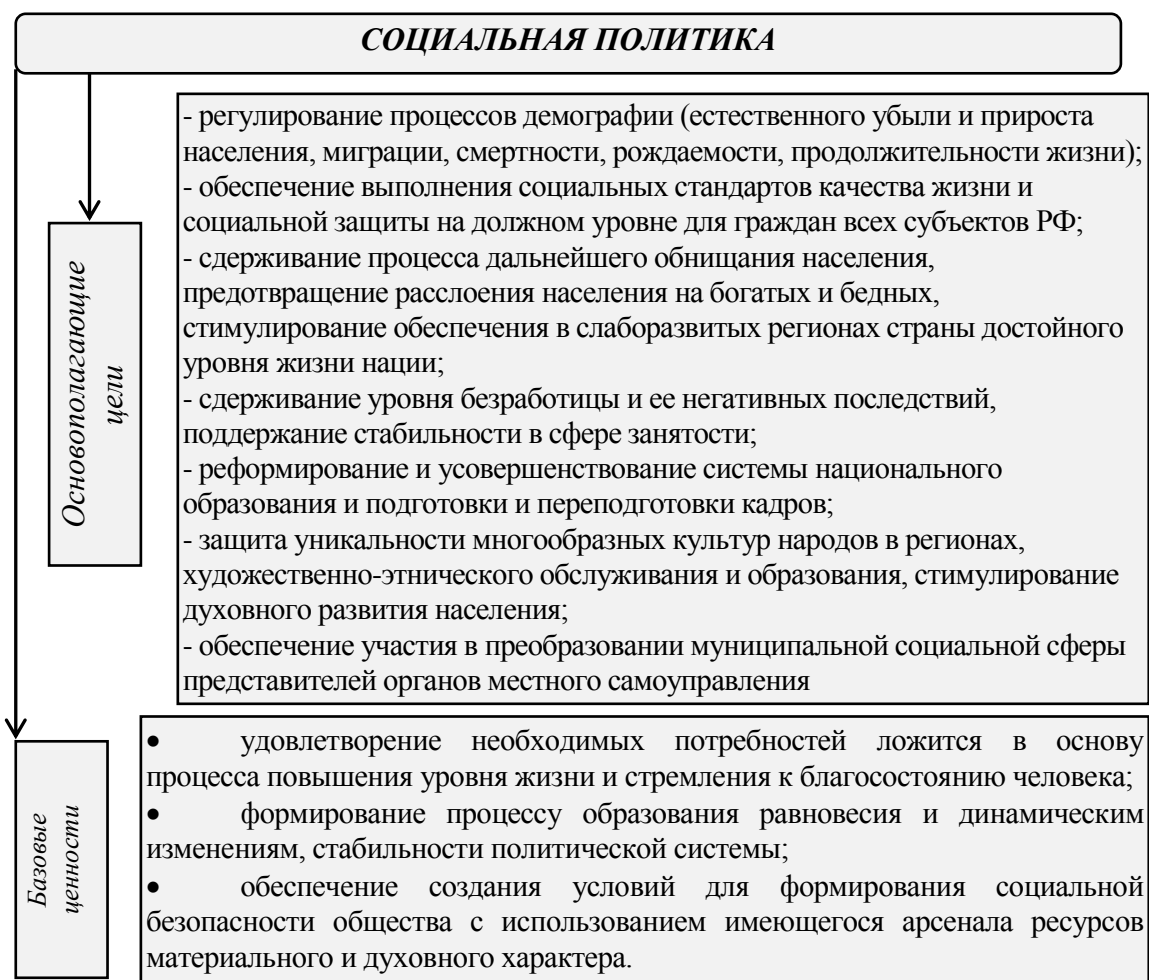 СОЦИАЛЬНАЯ ПОЛИТИКА
Основополагающие
цели
- регулирование процессов демографии (естественного убыли и прироста
населения, миграции, смертности, рождаемости, продолжительности жизни);
- обеспечение выполнения социальных стандартов качества жизни и
социальной защиты на должном уровне для граждан всех субъектов РФ;
- сдерживание процесса дальнейшего обнищания населения,
предотвращение расслоения населения на богатых и бедных,
стимулирование обеспечения в слаборазвитых регионах страны достойного
уровня жизни нации;
- сдерживание уровня безработицы и ее негативных последствий,
поддержание стабильности в сфере занятости;
- реформирование и усовершенствование системы национального
образования и подготовки и переподготовки кадров;
- защита уникальности многообразных культур народов в регионах,
художественно-этнического обслуживания и образования, стимулирование
духовного развития населения;
- обеспечение участия в преобразовании муниципальной социальной сферы
представителей органов местного самоуправления
Базовые
ценности
• удовлетворение необходимых потребностей ложится в основу
процесса повышения уровня жизни и стремления к благосостоянию человека;
• формирование процессу образования равновесия и динамическим
изменениям, стабильности политической системы;
• обеспечение создания условий для формирования социальной
безопасности общества с использованием имеющегося арсенала ресурсов
материального и духовного характера.